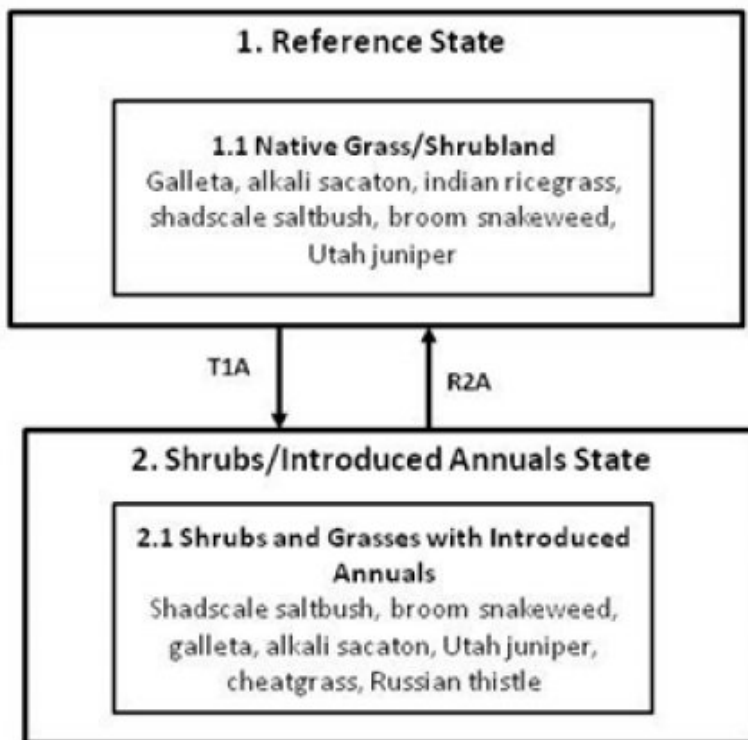 1. Reference State
1.1 Native Grass/Shrubland
Galleta, alkali sacaton, indian ricegrass,
shadscale saltbush, broom snakeweed,
Utah juniper
T1A
R2A
2. Shrubs/Introduced Annuals State
2.1 Shrubs and Grasses with Introduced
Annuals
Shadscale saltbush, broom snakeweed,
galleta, alkali sacaton, Utah juniper,
cheatgrass, Russian thistle